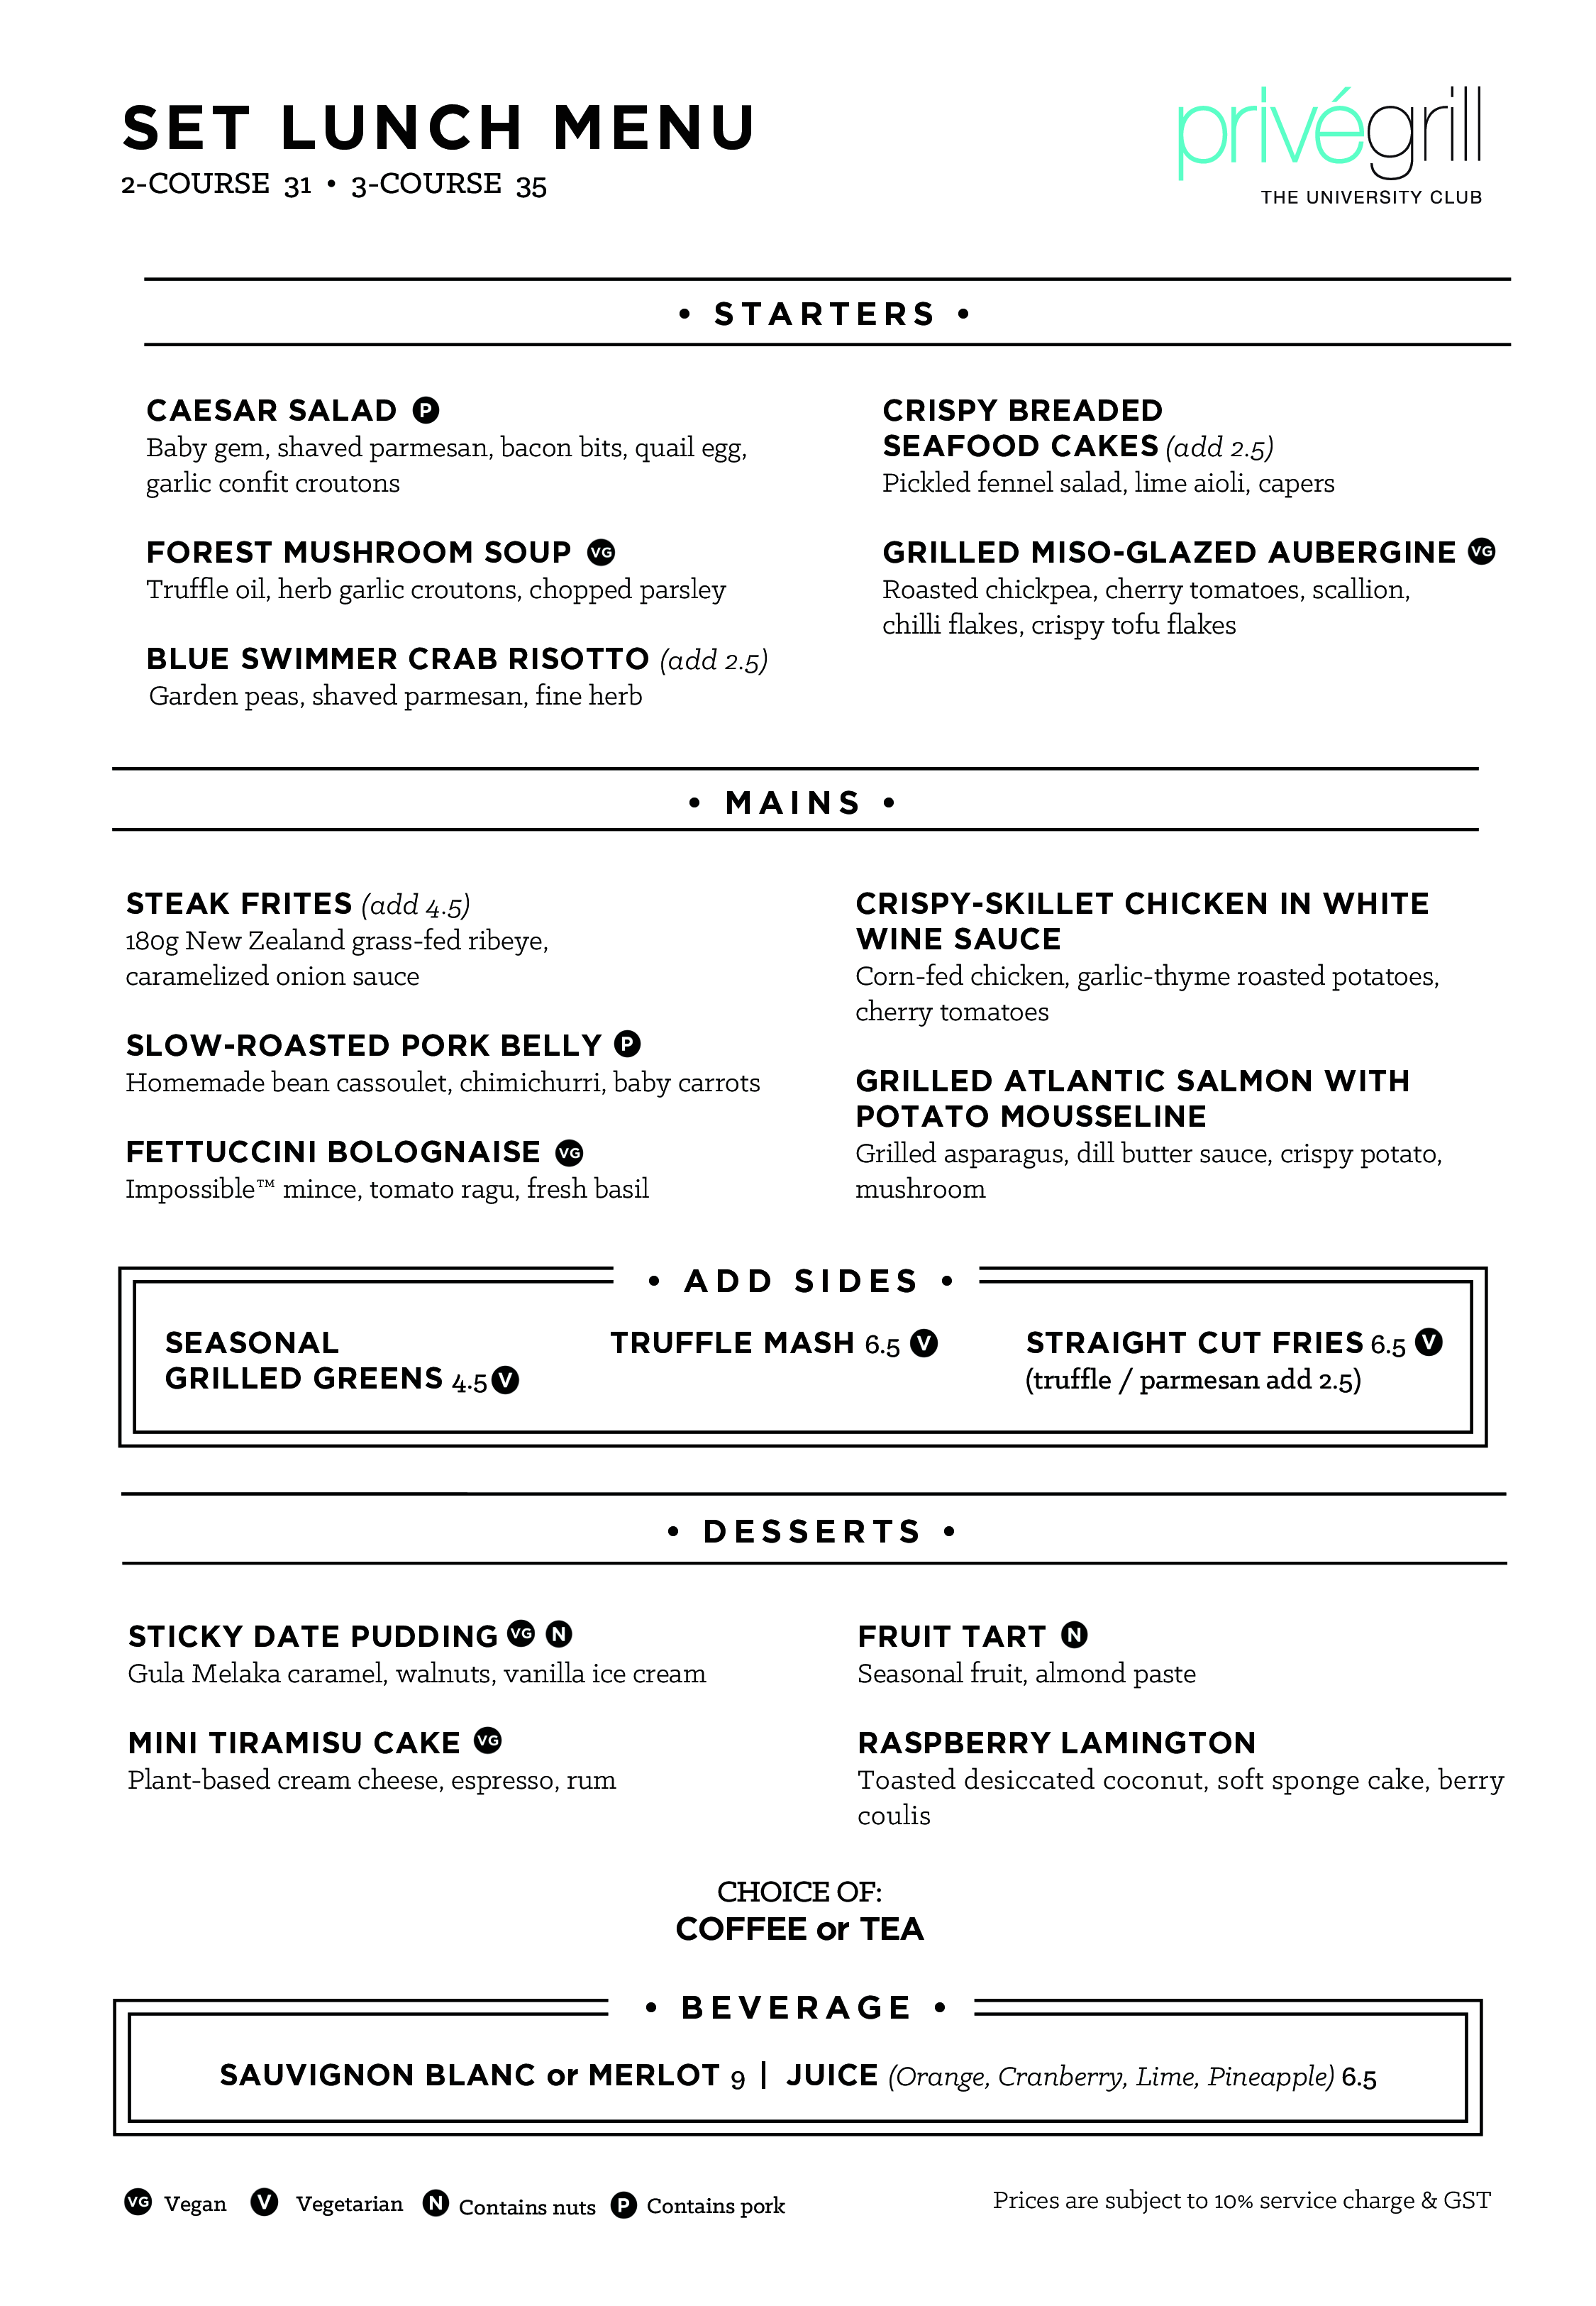 SET LUNCH MENU
2-COURSE 31 • 3-COURSE 35
privégrill
THE UNIVERSITY CLUB
• STARTERS •
CAESAR SALAD P
Baby gem, shaved parmesan, bacon bits, quail egg,
garlic confit croutons
FOREST MUSHROOM SOUP VG
Truffle oil, herb garlic croutons, chopped parsley
BLUE SWIMMER CRAB RISOTTO (add 2.5)
Garden peas, shaved parmesan, fine herb
CRISPY BREADED
SEAFOOD CAKES (add 2.5)
Pickled fennel salad, lime aioli, capers
GRILLED MISO-GLAZED AUBERGINE VG
Roasted chickpea, cherry tomatoes, scallion,
chilli flakes, crispy tofu flakes
• MAINS •
STEAK FRITES (add 4.5)
180g New Zealand grass-fed ribeye,
caramelized onion sauce
SLOW-ROASTED PORK BELLY P
Homemade bean cassoulet, chimichurri, baby carrots
FETTUCCINI BOLOGNAISE VG
Impossible™ mince, tomato ragu, fresh basil
CRISPY-SKILLET CHICKEN IN WHITE
WINE SAUCE
Corn-fed chicken, garlic-thyme roasted potatoes,
cherry tomatoes
GRILLED ATLANTIC SALMON WITH
POTATO MOUSSELINE
Grilled asparagus, dill butter sauce, crispy potato,
mushroom
• ADD SIDES •
SEASONAL
GRILLED GREENS 4.5 V
TRUFFLE MASH 6.5 V
STRAIGHT CUT FRIES 6.5 V
(truffle / parmesan add 2.5)
• DESSERTS •
STICKY DATE PUDDING VG N
Gula Melaka caramel, walnuts, vanilla ice cream
MINI TIRAMISU CAKE VG
Plant-based cream cheese, espresso, rum
FRUIT TART N
Seasonal fruit, almond paste
RASPBERRY LAMINGTON
Toasted desiccated coconut, soft sponge cake, berry
coulis
CHOICE OF:
COFFEE or TEA
• BEVERAGE •
SAUVIGNON BLANC or MERLOT 9 | JUICE (Orange, Cranberry, Lime, Pineapple) 6.5
VG Vegan V Vegetarian N Contains nuts P Contains pork
Prices are subject to 10% service charge & GST